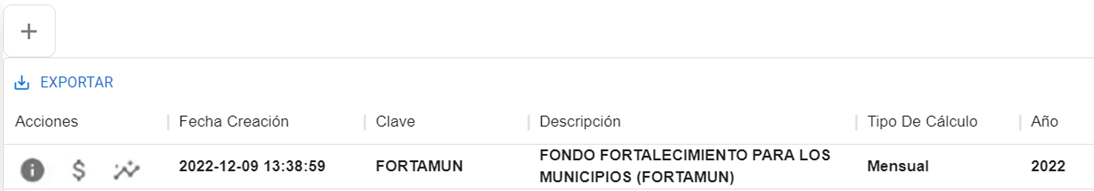 +
EXPORTAR
Acciones Fecha Creación Clave Descripción Tipo De Cálculo Año
$ 2022-12-09 13:38:59 FORTAMUN FONDO FORTALECIMIENTO PARA LOS Mensual 2022
MUNICIPIOS (FORTAMUN)